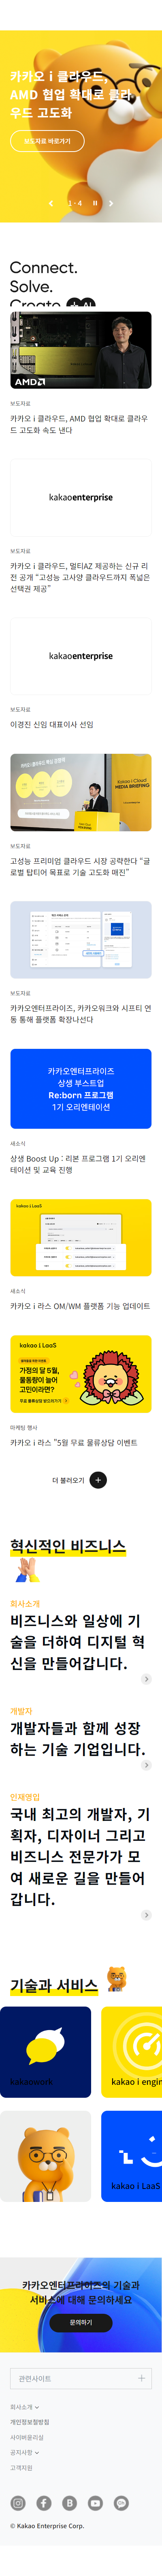 카카오 i 클라우드,
AMD 협업 확대로 클라
우드 고도화
보도자료 바로가기
1 - 4
Connect.
Solve.
Create
AI
AMD
보도자료
카카오 i 클라우드, AMD 협업 확대로 클라우
드 고도화 속도 낸다
kakaoenterprise
보도자료
카카오 i 클라우드, 멀티AZ 제공하는 신규 리
전 공개 “고성능 고사양 클라우드까지 폭넓은
선택권 제공”
kakaoenterprise
보도자료
이경진 신임 대표이사 선임
Kakao i Cloud
MEDIA BRIEFING
보도자료
고성능 프리미엄 클라우드 시장 공략한다 “글
로벌 탑티어 목표로 기술 고도화 매진”
보도자료
카카오엔터프라이즈, 카카오워크와 시프티 연
동 통해 플랫폼 확장나선다
카카오엔터프라이즈
상생 부스트업
Re:born 프로그램
1기 오리엔테이션
새소식
상생 Boost Up : 리본 프로그램 1기 오리엔
테이션 및 교육 진행
kakao i LaaS
새소식
카카오 i 라스 OM/WM 플랫폼 기능 업데이트
kakao i LaaS
가정의 달 5월,
물동량이 늘어
고민이라면?
마케팅 행사
카카오 i 라스 "5월 무료 물류상담 이벤트
더 불러오기
혁신적인 비즈니스
회사소개
비즈니스와 일상에 기
술을 더하여 디지털 혁
신을 만들어갑니다.
개발자
개발자들과 함께 성장
하는 기술 기업입니다.
인재영입
국내 최고의 개발자, 기
획자, 디자이너 그리고
비즈니스 전문가가 모
여 새로운 길을 만들어
갑니다.
기술과 서비스
kakaowork
kakao i engin
kakao i LaaS
카카오엔터프라이즈의 기술과
서비스에 대해 문의하세요
문의하기
관련사이트
회사소개
개인정보처리방침
사이버윤리실
공지사항
고객지원
© Kakao Enterprise Corp.